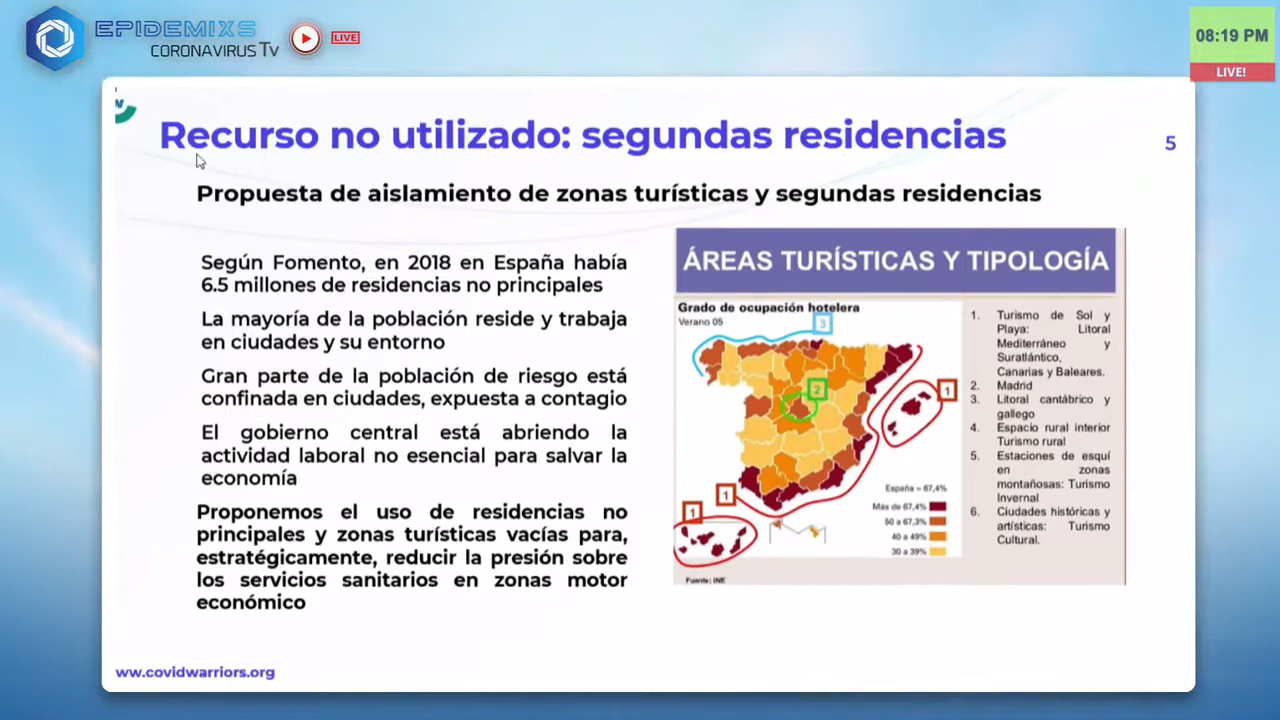 EPIDEMIXS
CORONAVIRUS Tv
LIVE
08:19 PM
LIVE!
Recurso no utilizado: segundas residencias
5
Propuesta de aislamiento de zonas turísticas y segundas residencias
Según Fomento, en 2018 en España había
6.5 millones de residencias no principales
La mayoría de la población reside y trabaja
en ciudades y su entorno
Gran parte de la población de riesgo está
confinada en ciudades, expuesta a contagio
El gobierno central está abriendo la
actividad laboral no esencial para salvar la
economía
Proponemos el uso de residencias no
principales y zonas turísticas vacías para,
estratégicamente, reducir la presión sobre
los servicios sanitarios en zonas motor
económico
ÁREAS TURÍSTICAS Y TIPOLOGÍA
Grado de ocupación hotelera
Verano 05
3
2
1
1
1
España = 67,4%
Más de 67,4%
50 a 67,3%
40 a 49%
30 a 39%
Fuente: INE
1. Turismo de Sol y
Playa: Litoral
Mediterráneo y
Suratlántico,
Canarias y Baleares.
2. Madrid
3. Litoral cantábrico y
gallego
4. Espacio rural interior
Turismo rural
5. Estaciones de esquí
en zonas
montañosas: Turismo
Invernal
6. Ciudades históricas y
artísticas: Turismo
Cultural.
ww.covidwarriors.org